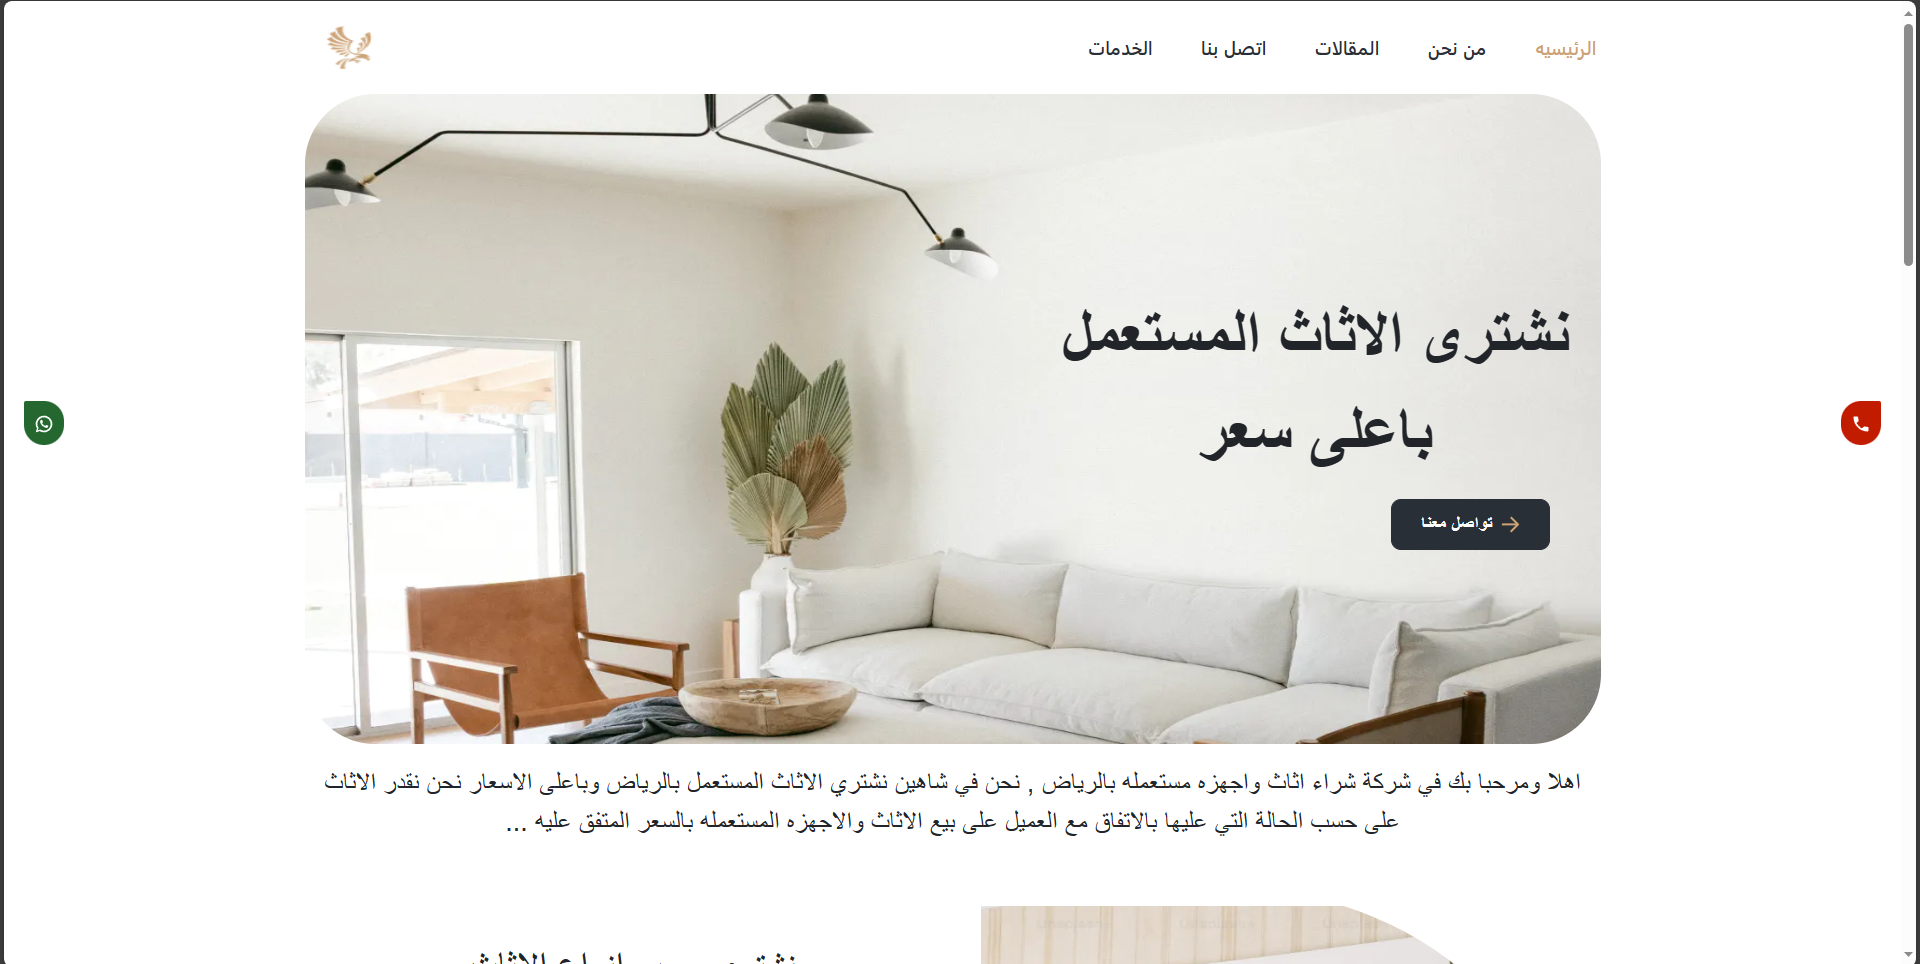 الرئيسيه
من نحن
المقالات
اتصل بنا
الخدمات
نشترى الاثاث المستعمل
باعلى سعر
تواصل معنا
اهلا ومرحبا بك في شركة شراء اثاث واجهزه مستعمله بالرياض , نحن في شاهين نشتري الاثاث المستعمل بالرياض وباعلى الاسعار نحن نقدر الاثاث
على حسب الحالة التي عليها بالاتفاق مع العميل على بيع الاثاث والاجهزه المستعمله بالسعر المتفق عليه ...